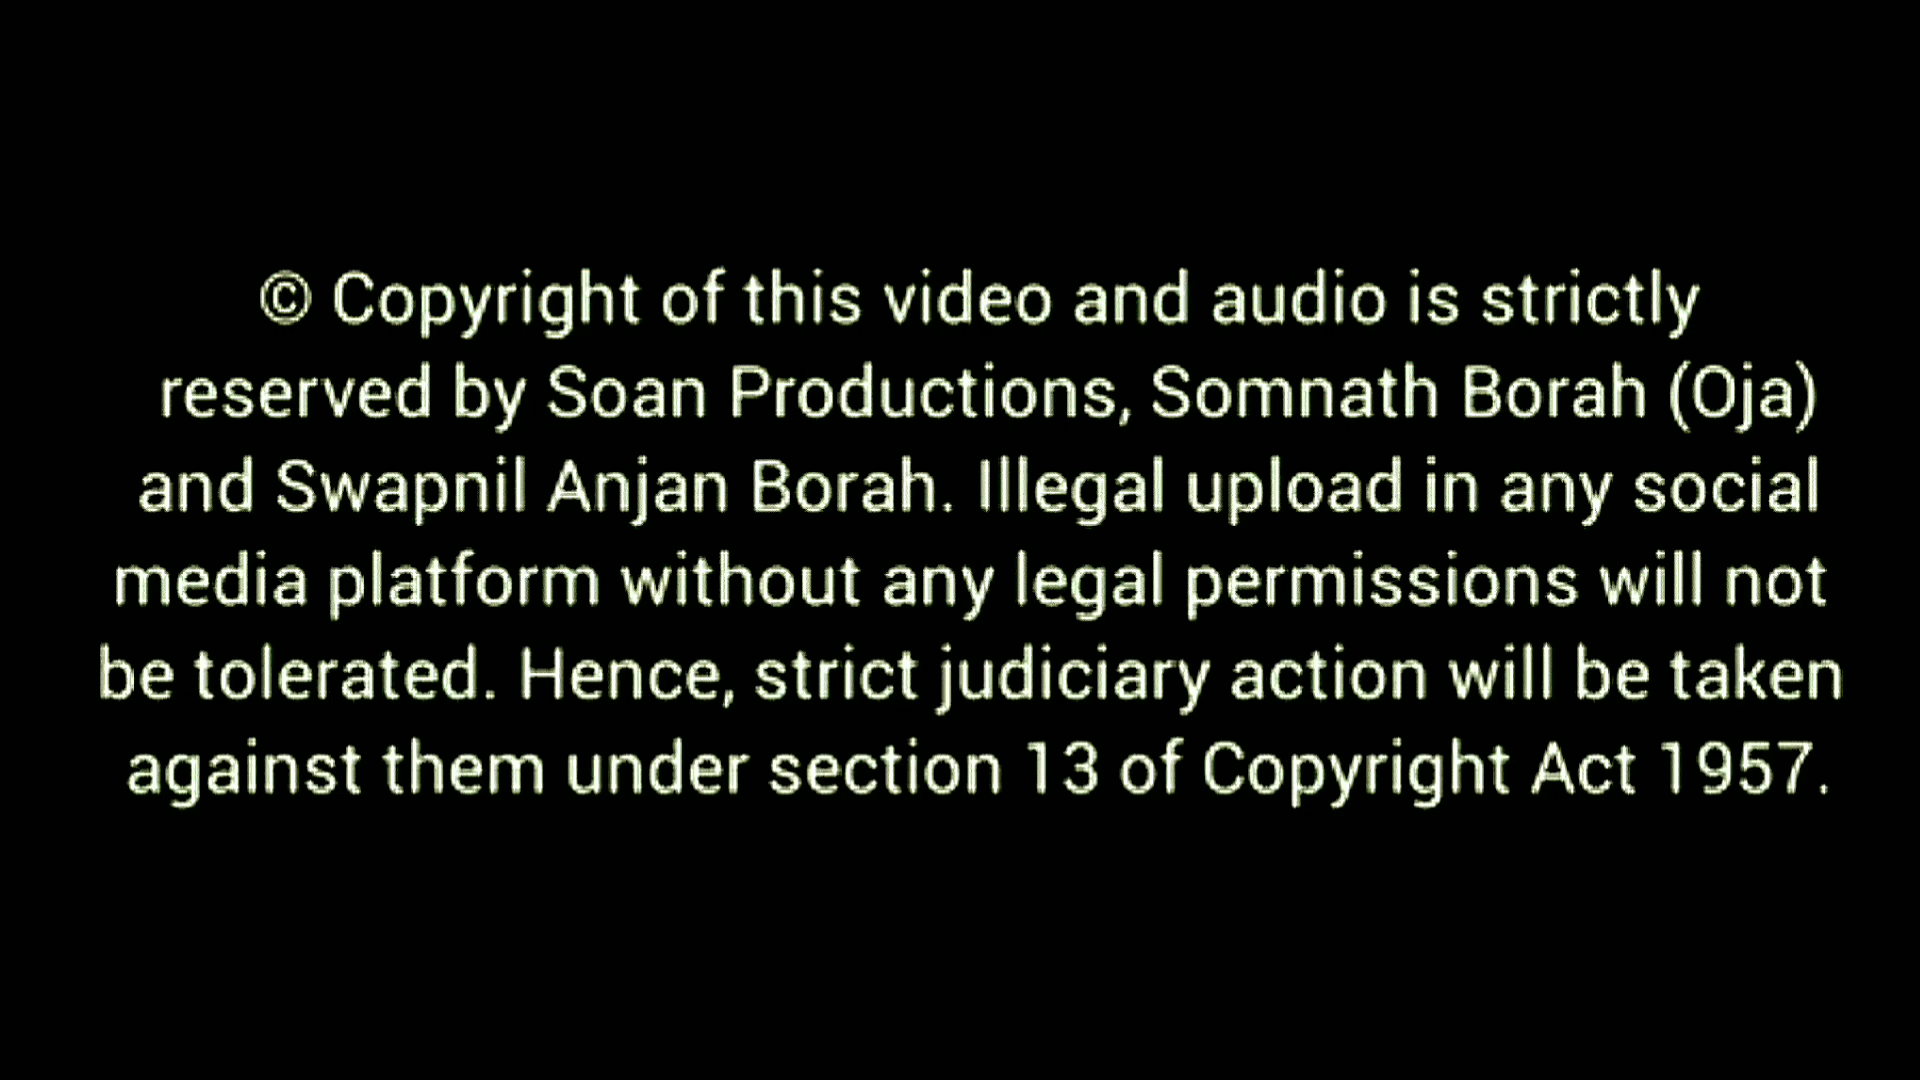 © Copyright of this video and audio is strictly
reserved by Soan Productions, Somnath Borah (Oja)
and Swapnil Anjan Borah. Illegal upload in any social
media platform without any legal permissions will not
be tolerated. Hence, strict judiciary action will be taken
against them under section 13 of Copyright Act 1957.